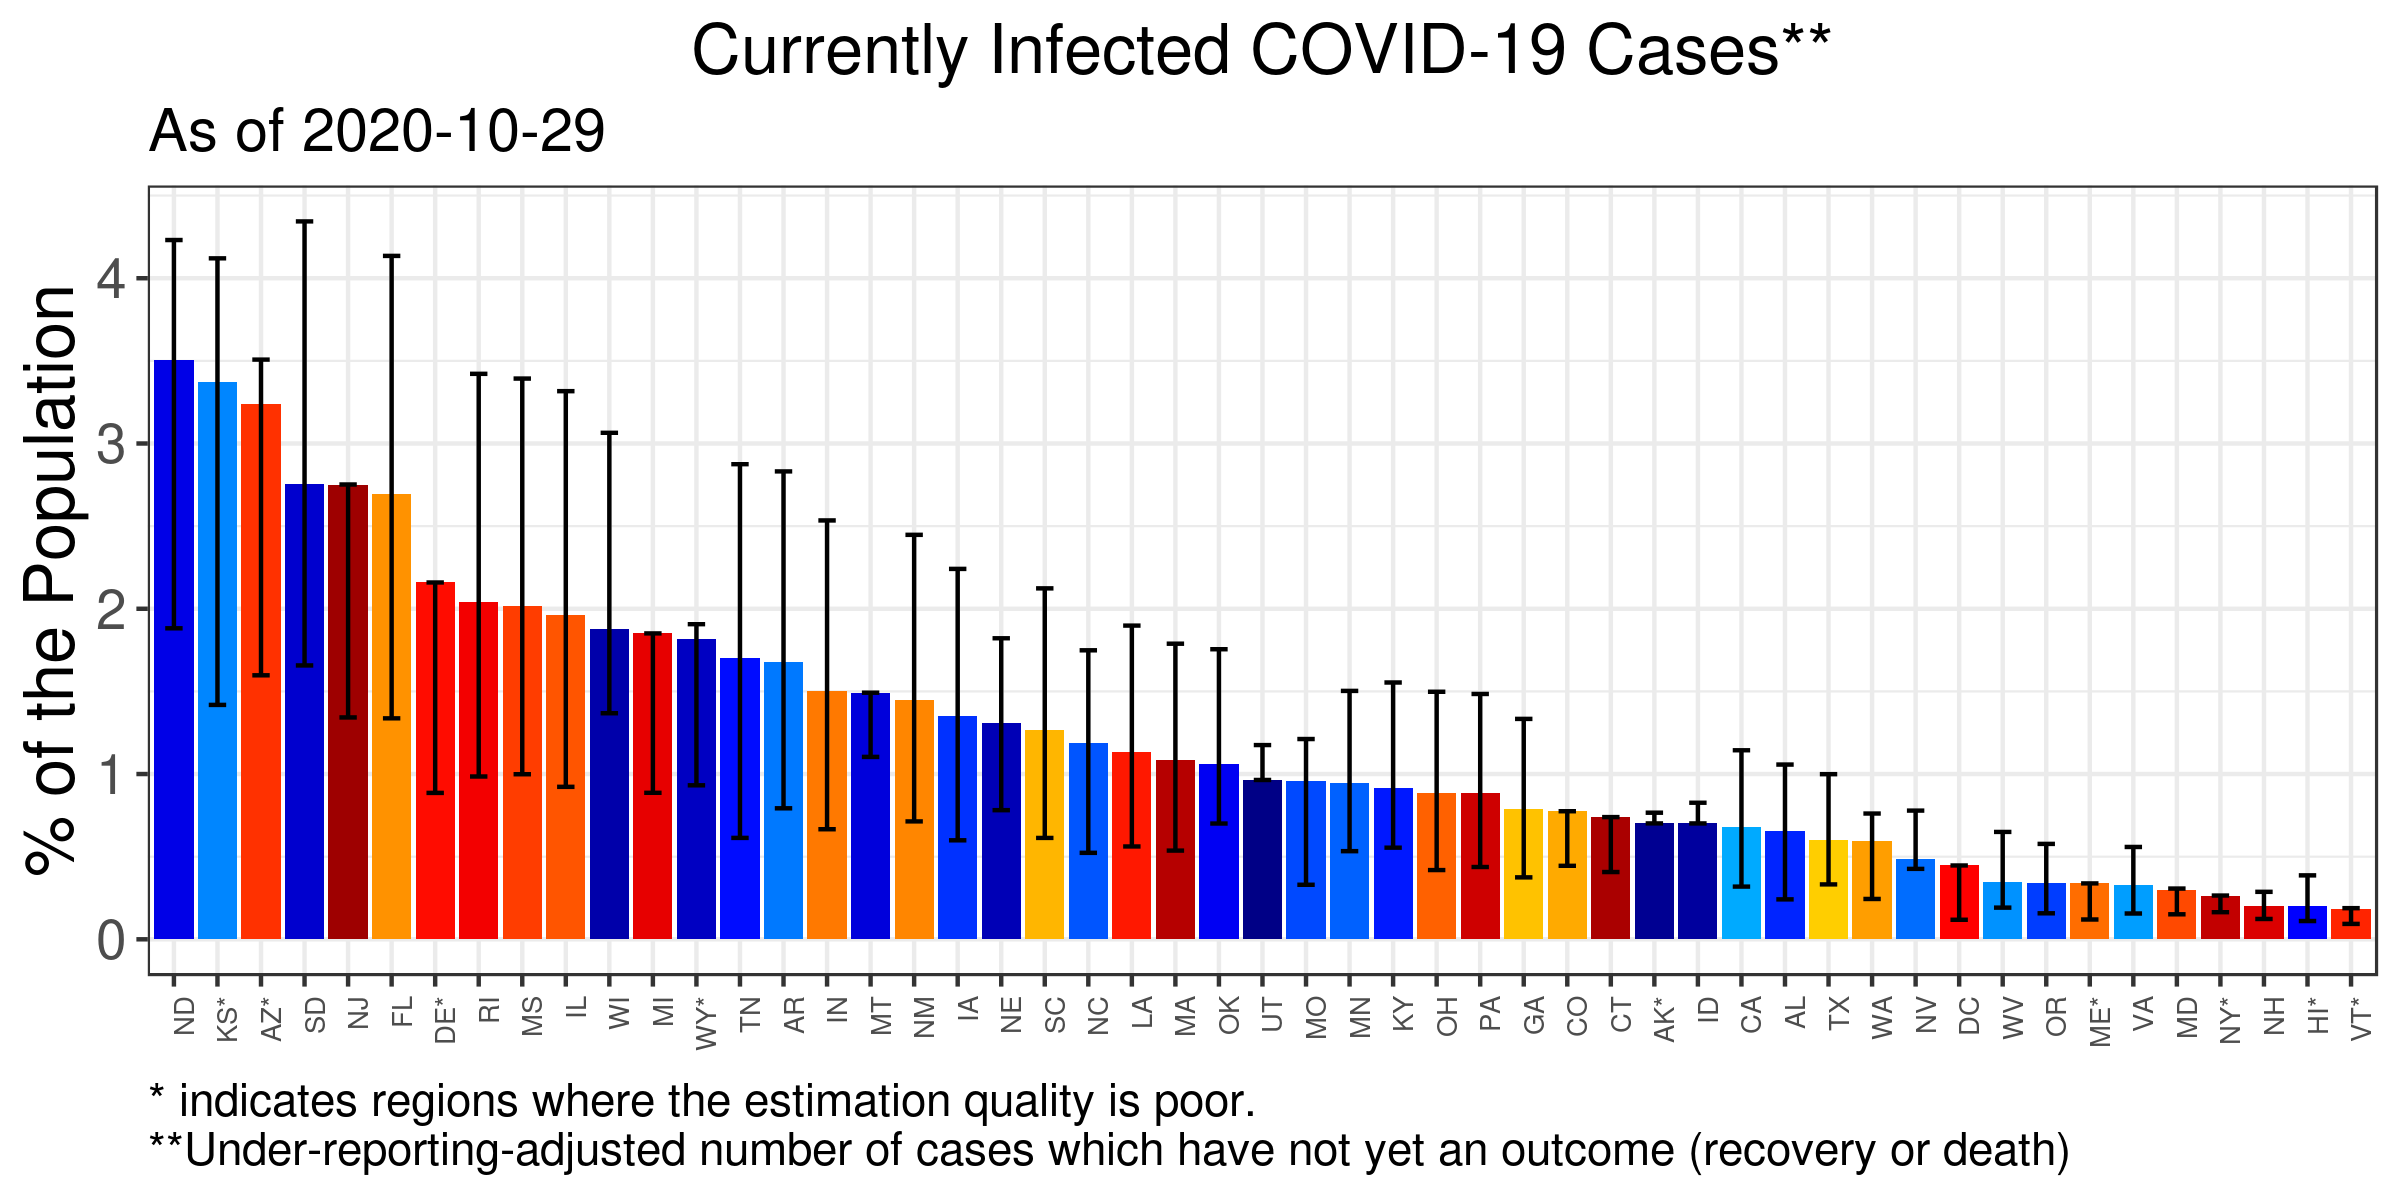 Currently Infected COVID-19 Cases**
As of 2020-10-29
% of the Population
4
3
2
1
0
ND KS* AZ* SD NJ FL DE* RI MS IL WI MI WY* TN AR IN MT NM IA NE SC NC LA MA OK UT MO MN KY OH PA GA CO CT AK* ID CA AL TX WA NV DC WV OR ME* VA MD NY* NH HI* VT*
* indicates regions where the estimation quality is poor.
**Under-reporting-adjusted number of cases which have not yet an outcome (recovery or death)